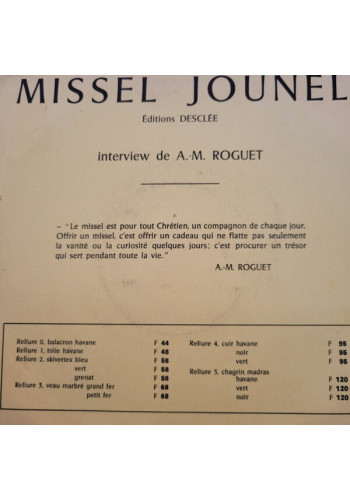 MISSEL JOUNEL
Éditions DESCLÉE
interview de A.-M. ROGUET
– "Le missel est pour tout Chrétien, un compagnon de chaque jour.
Offrir un missel, c'est offrir un cadeau qui ne flatte pas seulement
la vanité ou la curiosité quelques jours : c'est procurer un trésor
qui sert pendant toute la vie."
A.-M. ROGUET
Reliure 0, balacron havane F 44
Reliure 1, toile havane F 48
Reliure 2, skivertex bleu F 58
vert F 58
grenat F 58
Reliure 3, veau marbré grand fer F 68
petit fer F 68
Reliure 4, cuir havane F 95
noir F 95
vert F 95
Reliure 5, chagrin madras
havane F 120
vert F 120
noir F 120